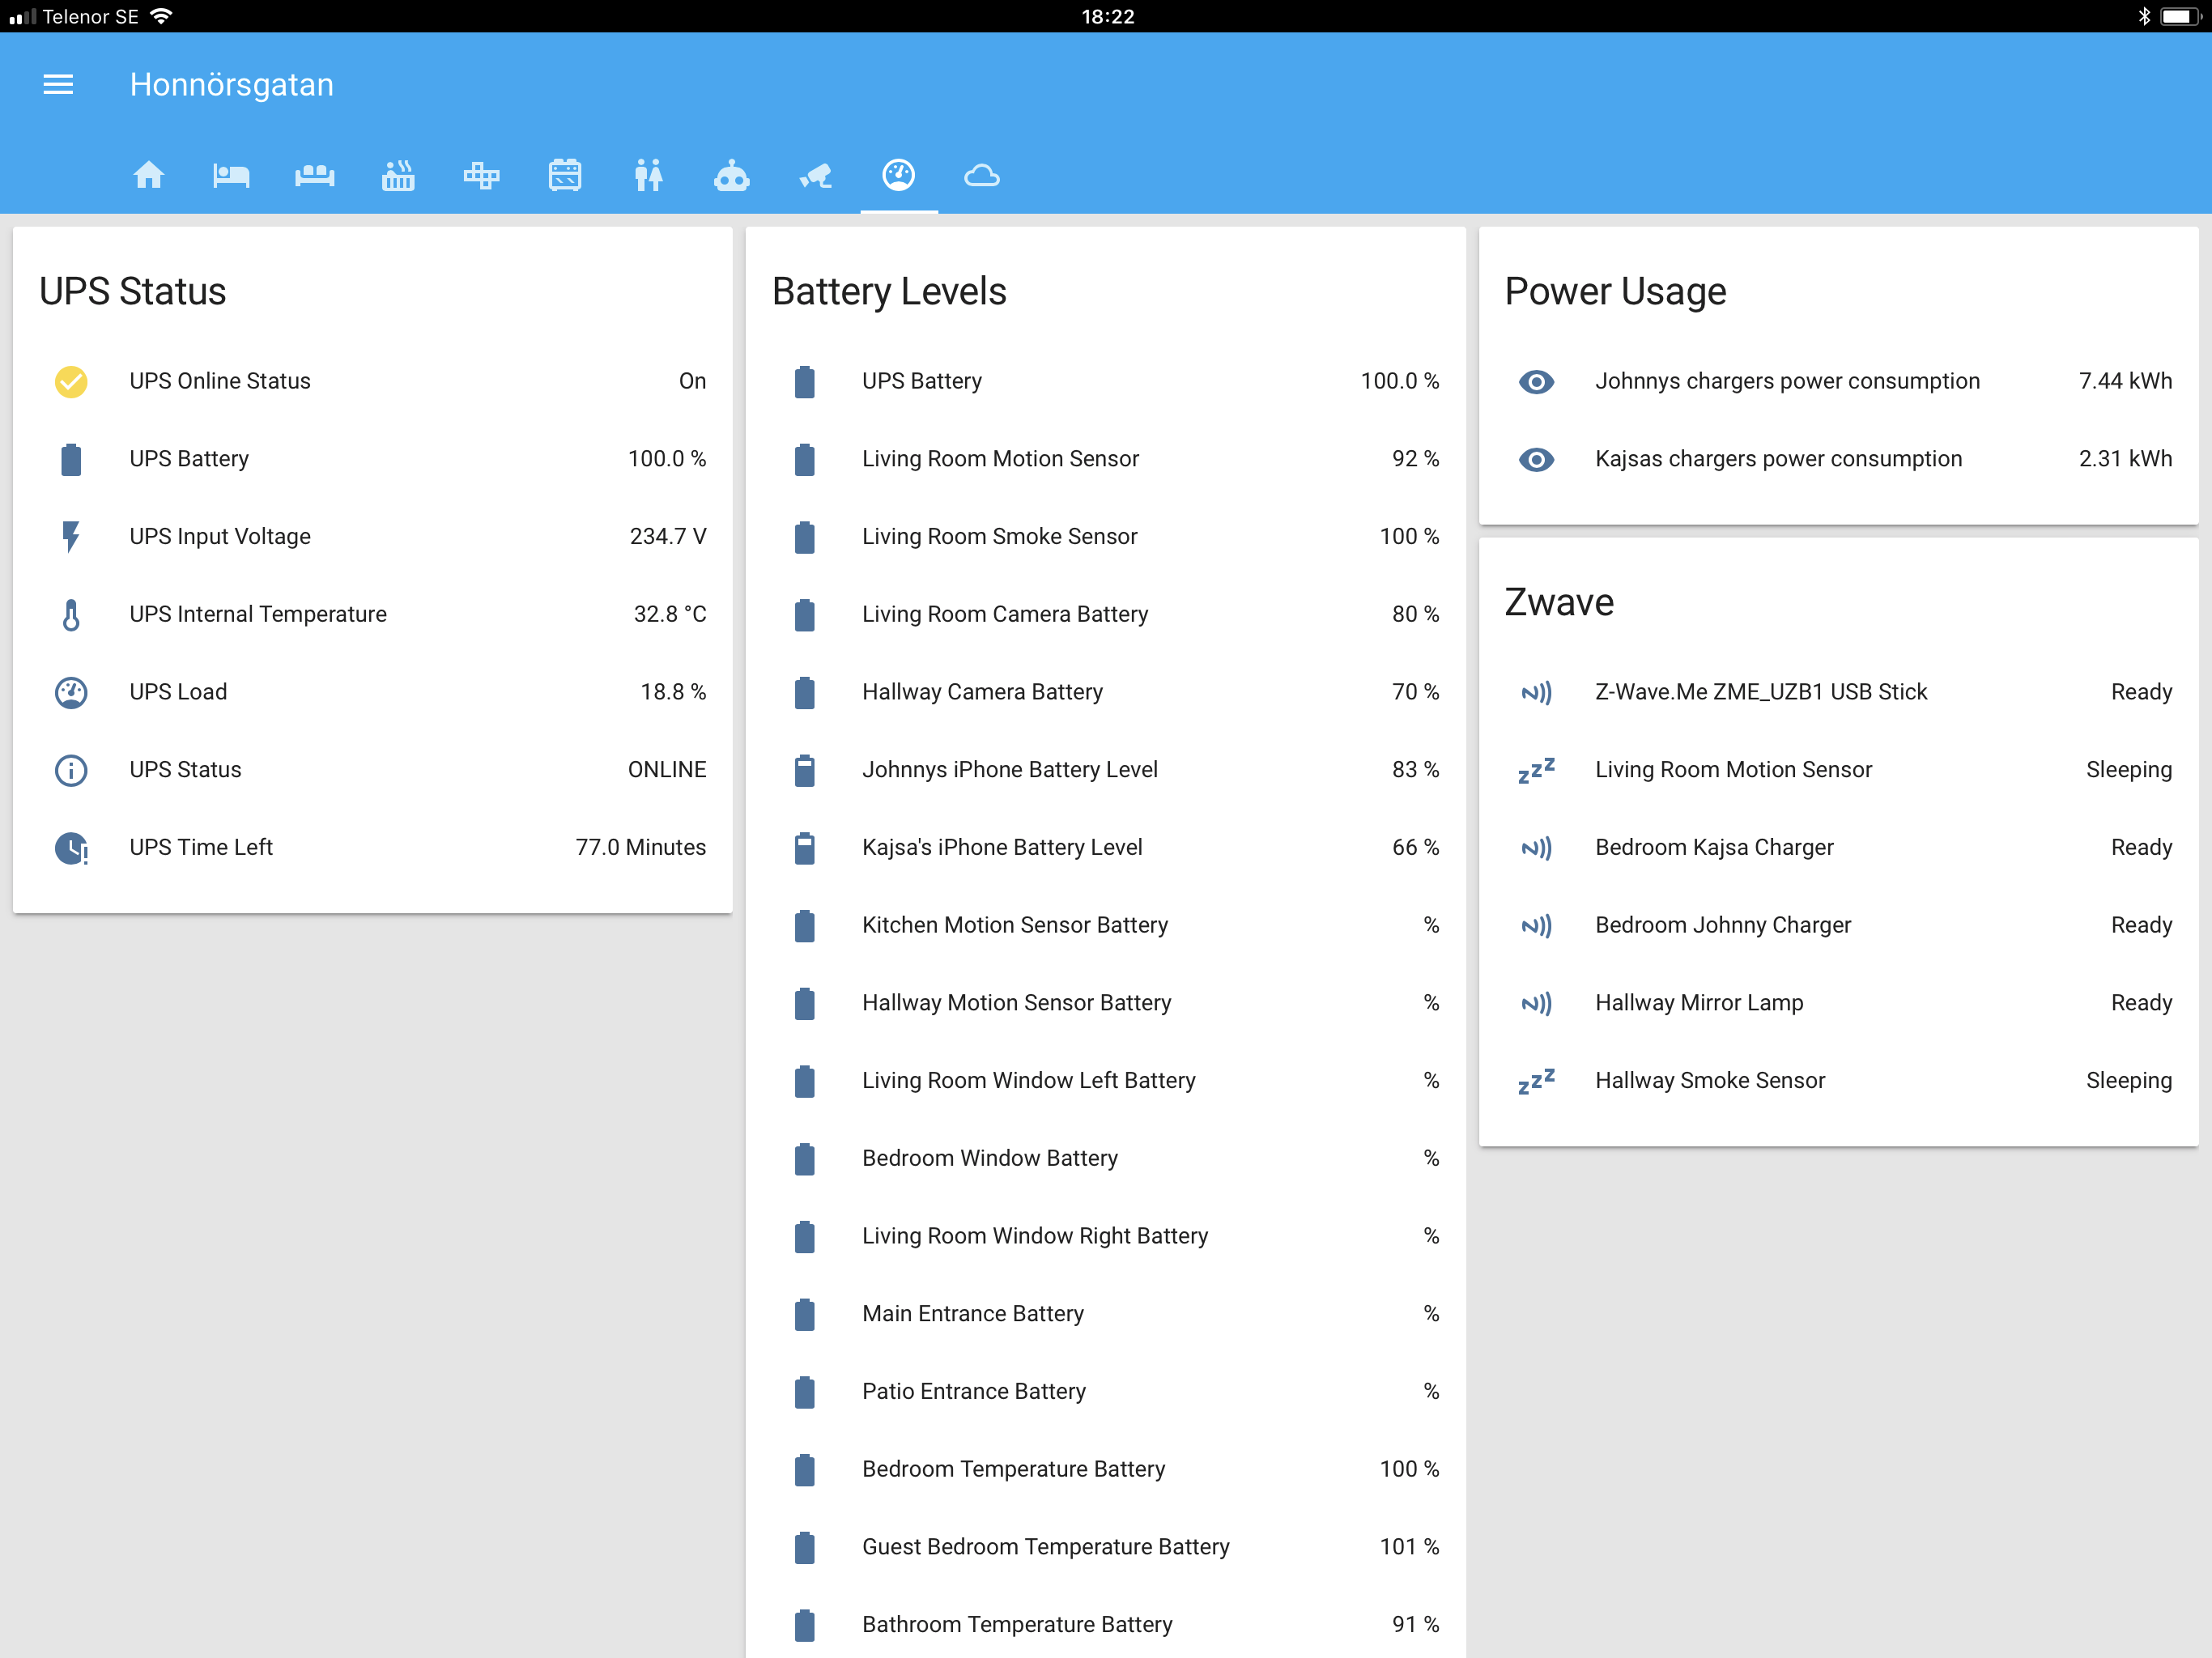 Telenor SE
18:22
Honnörsgatan
UPS Status
UPS Online Status On
UPS Battery 100.0 %
UPS Input Voltage 234.7 V
UPS Internal Temperature 32.8 °C
UPS Load 18.8 %
UPS Status ONLINE
UPS Time Left 77.0 Minutes
Battery Levels
UPS Battery 100.0 %
Living Room Motion Sensor 92 %
Living Room Smoke Sensor 100 %
Living Room Camera Battery 80 %
Hallway Camera Battery 70 %
Johnnys iPhone Battery Level 83 %
Kajsa's iPhone Battery Level 66 %
Kitchen Motion Sensor Battery %
Hallway Motion Sensor Battery %
Living Room Window Left Battery %
Bedroom Window Battery %
Living Room Window Right Battery %
Main Entrance Battery %
Patio Entrance Battery %
Bedroom Temperature Battery 100 %
Guest Bedroom Temperature Battery 101 %
Bathroom Temperature Battery 91 %
Power Usage
Johnnys chargers power consumption 7.44 kWh
Kajsas chargers power consumption 2.31 kWh
Zwave
Z-Wave.Me ZME_UZB1 USB Stick Ready
Living Room Motion Sensor Sleeping
Bedroom Kajsa Charger Ready
Bedroom Johnny Charger Ready
Hallway Mirror Lamp Ready
Hallway Smoke Sensor Sleeping